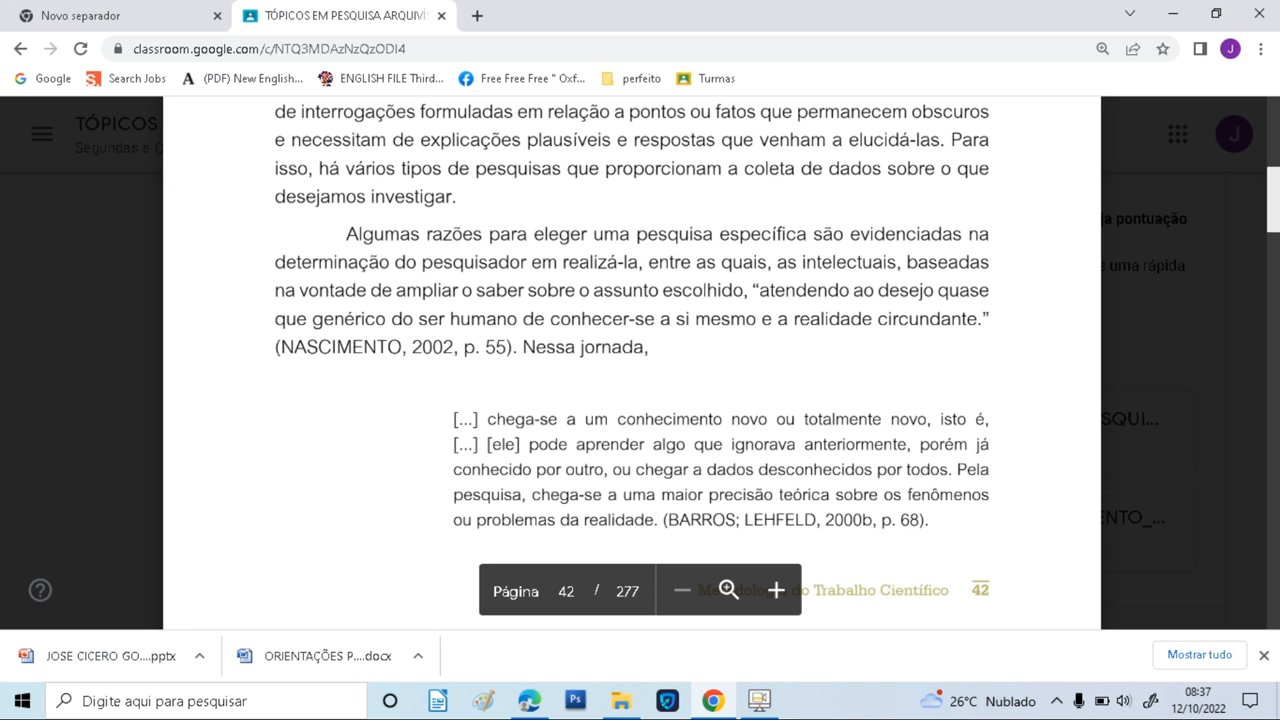 Novo separador
TÓPICOS EM PESQUISA ARQUIVÍS
classroom.google.com/c/NTQ3MDAzNzQzODI4
Google Search Jobs (PDF) New English... ENGLISH FILE Third... Free Free Free " Oxf... perfeito Turmas
TÓPICOS
Segundas e Q
J
de interrogações formuladas em relação a pontos ou fatos que permanecem obscuros
e necessitam de explicações plausíveis e respostas que venham a elucidá-las. Para
isso, há vários tipos de pesquisas que proporcionam a coleta de dados sobre o que
desejamos investigar.
Algumas razões para eleger uma pesquisa específica são evidenciadas na
determinação do pesquisador em realizá-la, entre as quais, as intelectuais, baseadas
na vontade de ampliar o saber sobre o assunto escolhido, “atendendo ao desejo quase
que genérico do ser humano de conhecer-se a si mesmo e a realidade circundante.”
(NASCIMENTO, 2002, p. 55). Nessa jornada,
[...] chega-se a um conhecimento novo ou totalmente novo, isto é,
[...] [ele] pode aprender algo que ignorava anteriormente, porém já
conhecido por outro, ou chegar a dados desconhecidos por todos. Pela
pesquisa, chega-se a uma maior precisão teórica sobre os fenômenos
ou problemas da realidade. (BARROS; LEHFELD, 2000b, p. 68).
ja pontuação
s uma rápida
ESQUI...
ENTO_...
Página 42 / 277
do Trabalho Científico 42
JOSE CICERO GO....pptx
ORIENTAÇÕES P....docx
Mostrar tudo
Digite aqui para pesquisar
26°C Nublado
08:37
12/10/2022